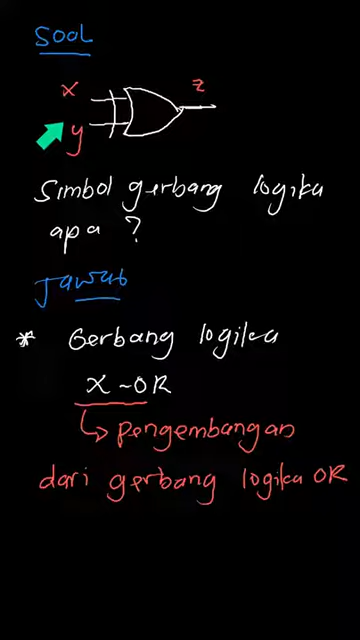 SOAL
x
z
y
Simbol gerbang logika
apa ?
Jawab
* Gerbang logika
X-OR
↳ pengembangan
dari gerbang logika OR